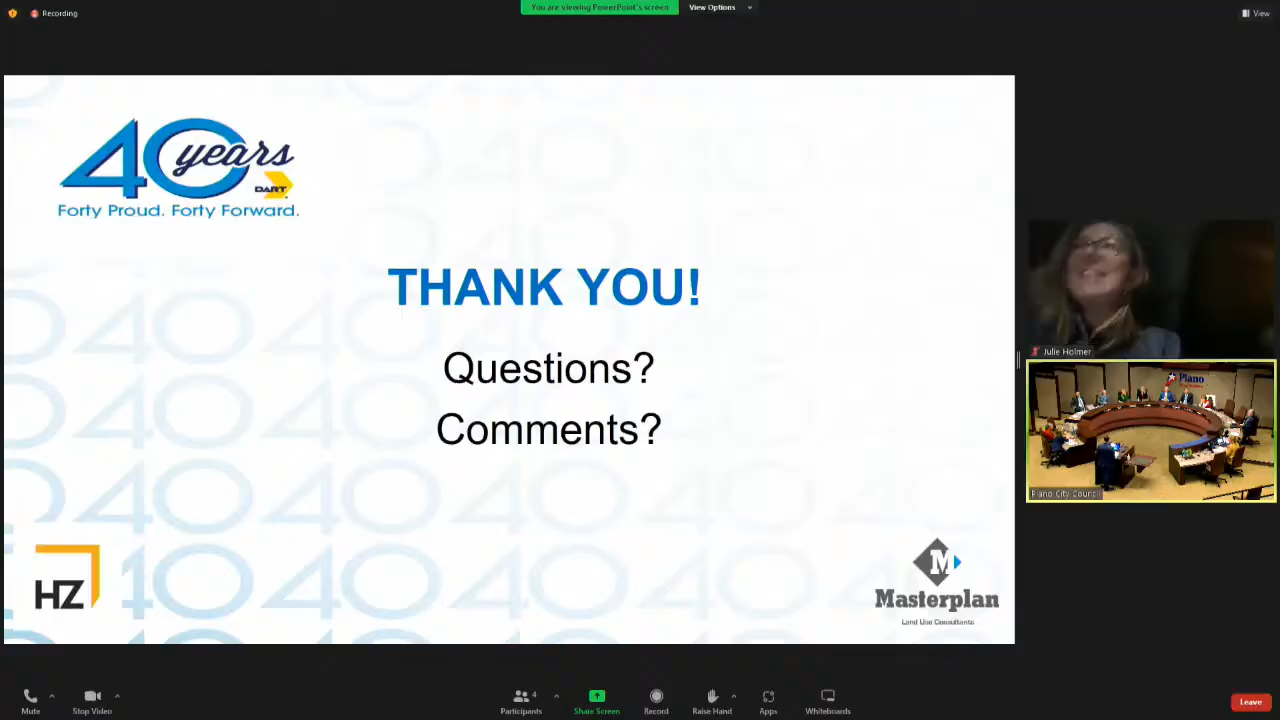 Recording
You are viewing PowerPoint's screen
View Options
View
40 years
DART
Forty Proud. Forty Forward.
THANK YOU!
Questions?
Comments?
HZ
M
Masterplan
Land Use Consultants
Julie Holmer
Plano
Plano City Council
Mute
Stop Video
Participants
4
Share Screen
Record
Raise Hand
Apps
Whiteboards
Leave